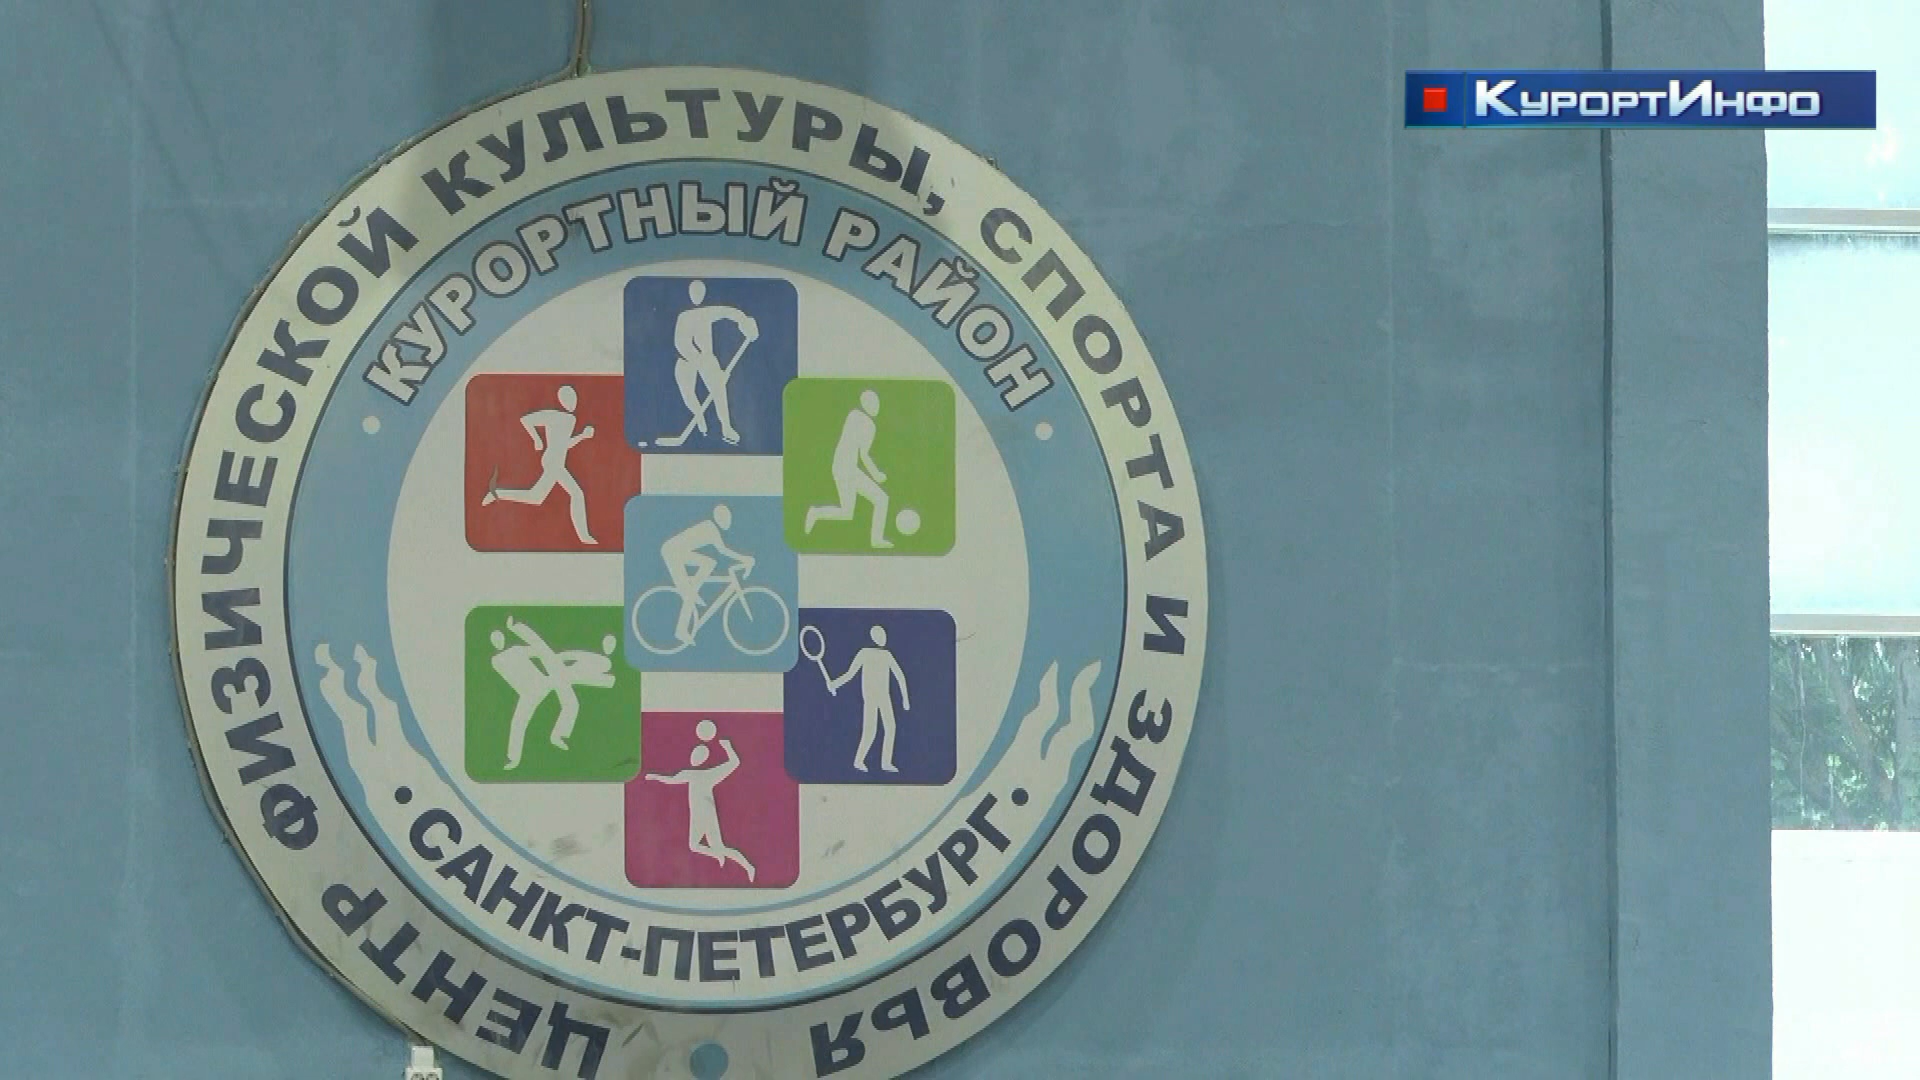 КурортИнфо
ЦЕНТР ФИЗИЧЕСКОЙ КУЛЬТУРЫ, СПОРТА И ЗДОРОВЬЯ
КУРОРТНЫЙ РАЙОН
САНКТ-ПЕТЕРБУРГ